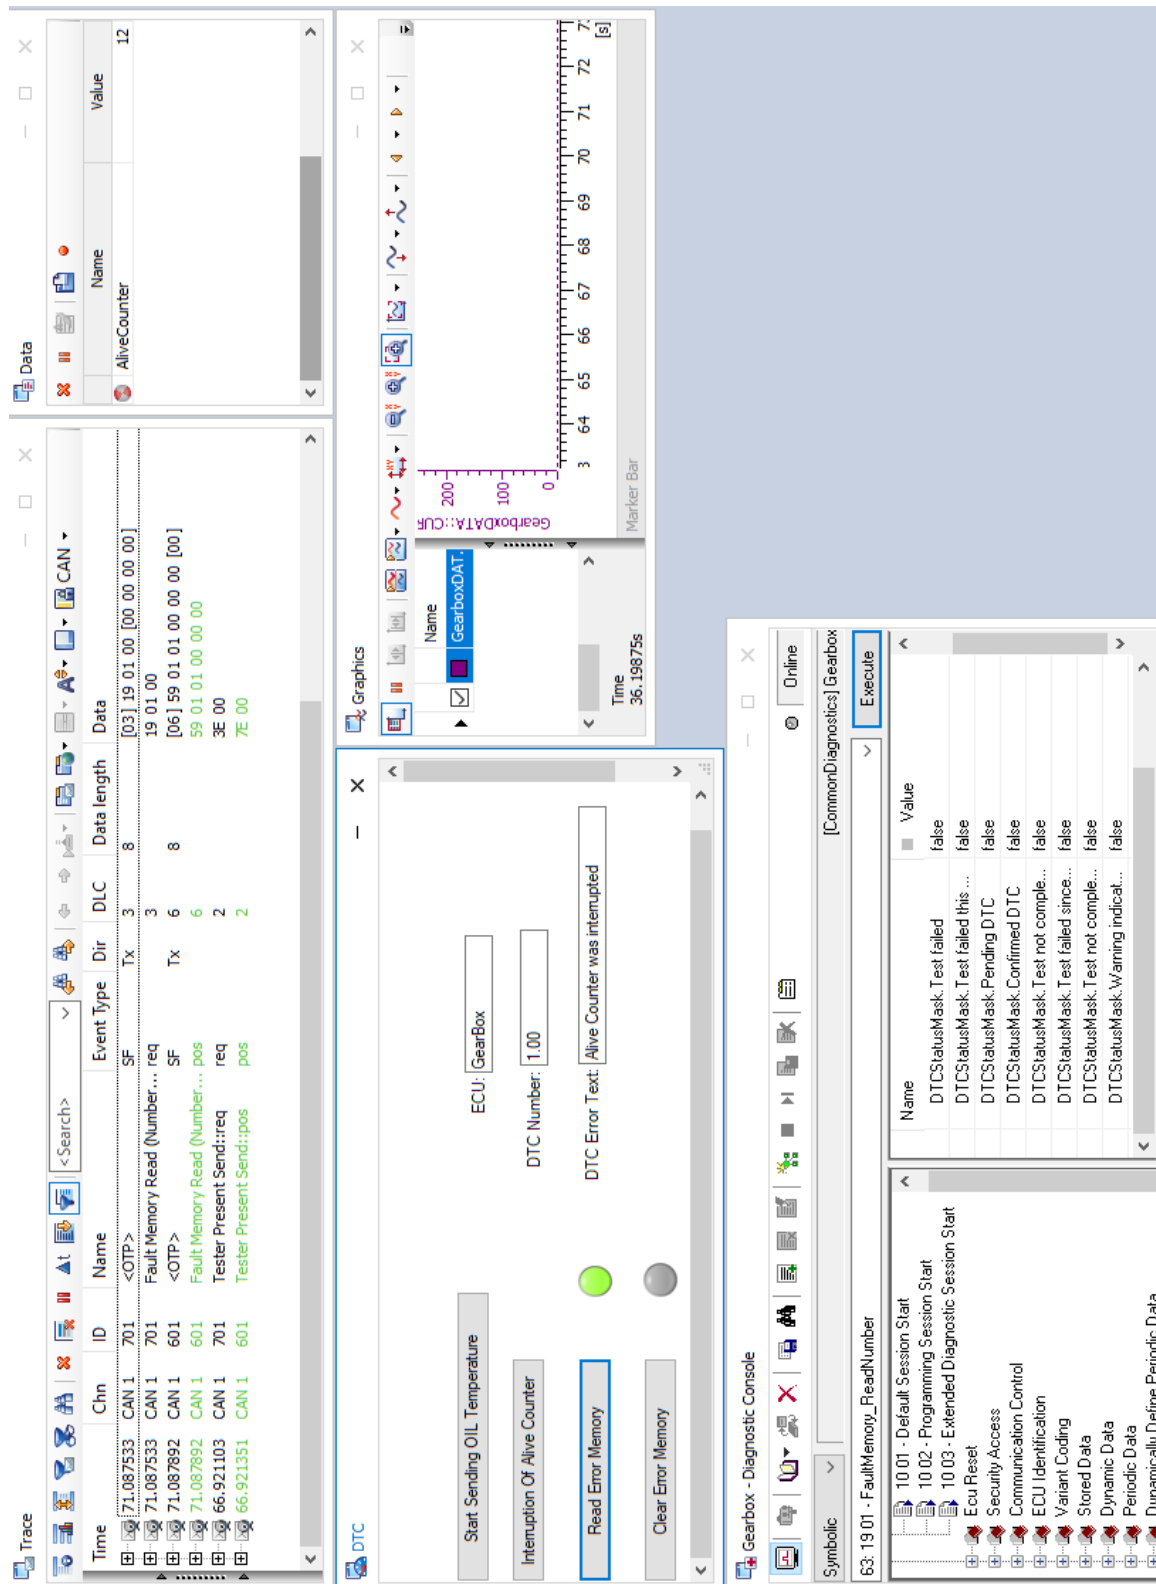 Trace
<Search>
CAN
Time Chn ID Name Event Type Dir DLC Data length Data
71.087533 CAN 1 701 <OTP> SF Tx 3 8 [03] 19 01 00 [00 00 00 00]
71.087533 CAN 1 701 Fault Memory Read (Number... req 3 19 01 00
71.087892 CAN 1 601 <OTP> SF Tx 6 8 [06] 59 01 01 00 00 00 [00]
71.087892 CAN 1 601 Fault Memory Read (Number... pos 6 59 01 01 00 00 00
66.921103 CAN 1 701 Tester Present Send::req req 2 3E 00
66.921351 CAN 1 601 Tester Present Send::pos pos 2 7E 00
Data
Name Value
AliveCounter 12
DTC
Start Sending OIL Temperature
ECU: GearBox
Interruption Of Alive Counter
DTC Number: 1.00
Read Error Memory
DTC Error Text: Alive Counter was interrupted
Clear Error Memory
Graphics
Name
GearboxDAT.
Time
36.19875s
GearboxDATA::CUR
200
100
0
3 64 65 66 67 68 69 70 71 72 7
[s]
Marker Bar
Gearbox - Diagnostic Console
Online
Symbolic
[CommonDiagnostics] Gearbox
63: 19 01 - FaultMemory_ReadNumber
Execute
10 01 - Default Session Start
10 02 - Programming Session Start
10 03 - Extended Diagnostic Session Start
Ecu Reset
Security Access
Communication Control
ECU Identification
Variant Coding
Stored Data
Dynamic Data
Periodic Data
Dynamically Define Periodic Data
Name Value
DTCStatusMask.Test failed false
DTCStatusMask.Test failed this ... false
DTCStatusMask.Pending DTC false
DTCStatusMask.Confirmed DTC false
DTCStatusMask.Test not comple... false
DTCStatusMask.Test failed since... false
DTCStatusMask.Test not comple... false
DTCStatusMask.Warning indicat... false